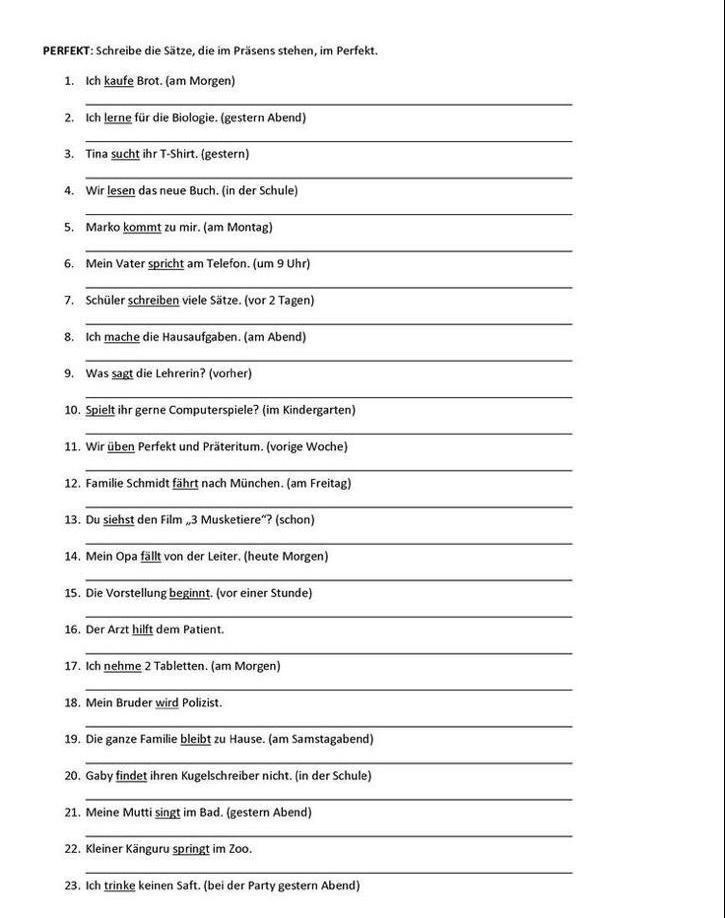 PERFEKT: Schreibe die Sätze, die im Präsens stehen, im Perfekt.
1. Ich kaufe Brot. (am Morgen)
2. Ich lerne für die Biologie. (gestern Abend)
3. Tina sucht ihr T-Shirt. (gestern)
4. Wir lesen das neue Buch. (in der Schule)
5. Marko kommt zu mir. (am Montag)
6. Mein Vater spricht am Telefon. (um 9 Uhr)
7. Schüler schreiben viele Sätze. (vor 2 Tagen)
8. Ich mache die Hausaufgaben. (am Abend)
9. Was sagt die Lehrerin? (vorher)
10. Spielt ihr gerne Computerspiele? (im Kindergarten)
11. Wir üben Perfekt und Präteritum. (vorige Woche)
12. Familie Schmidt fährt nach München. (am Freitag)
13. Du siehst den Film „3 Musketiere“? (schon)
14. Mein Opa fällt von der Leiter. (heute Morgen)
15. Die Vorstellung beginnt. (vor einer Stunde)
16. Der Arzt hilft dem Patient.
17. Ich nehme 2 Tabletten. (am Morgen)
18. Mein Bruder wird Polizist.
19. Die ganze Familie bleibt zu Hause. (am Samstagabend)
20. Gaby findet ihren Kugelschreiber nicht. (in der Schule)
21. Meine Mutti singt im Bad. (gestern Abend)
22. Kleiner Känguru springt im Zoo.
23. Ich trinke keinen Saft. (bei der Party gestern Abend)